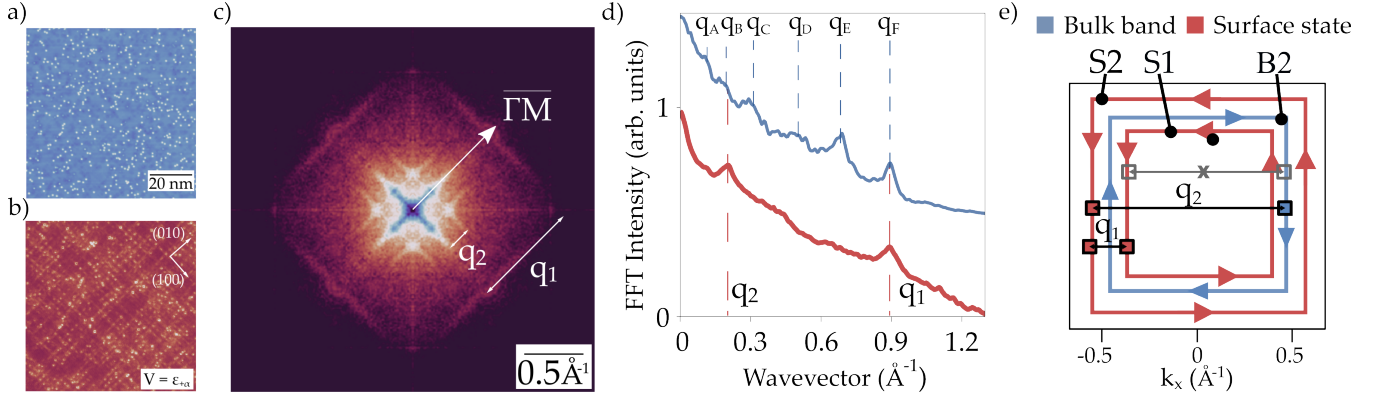 a)
20 nm
b)
(010)
(100)
V = ε+α
c)
ΓM
q2
q1
0.5Å-1
d)
qA qB qC qD qE qF
FFT Intensity (arb. units)
1
0
q2
q1
0 0.3 0.6 0.9 1.2
Wavevector (Å-1)
e)
Bulk band Surface state
S2 S1 B2
x
q2
q1
-0.5 0 0.5
kx (Å-1)